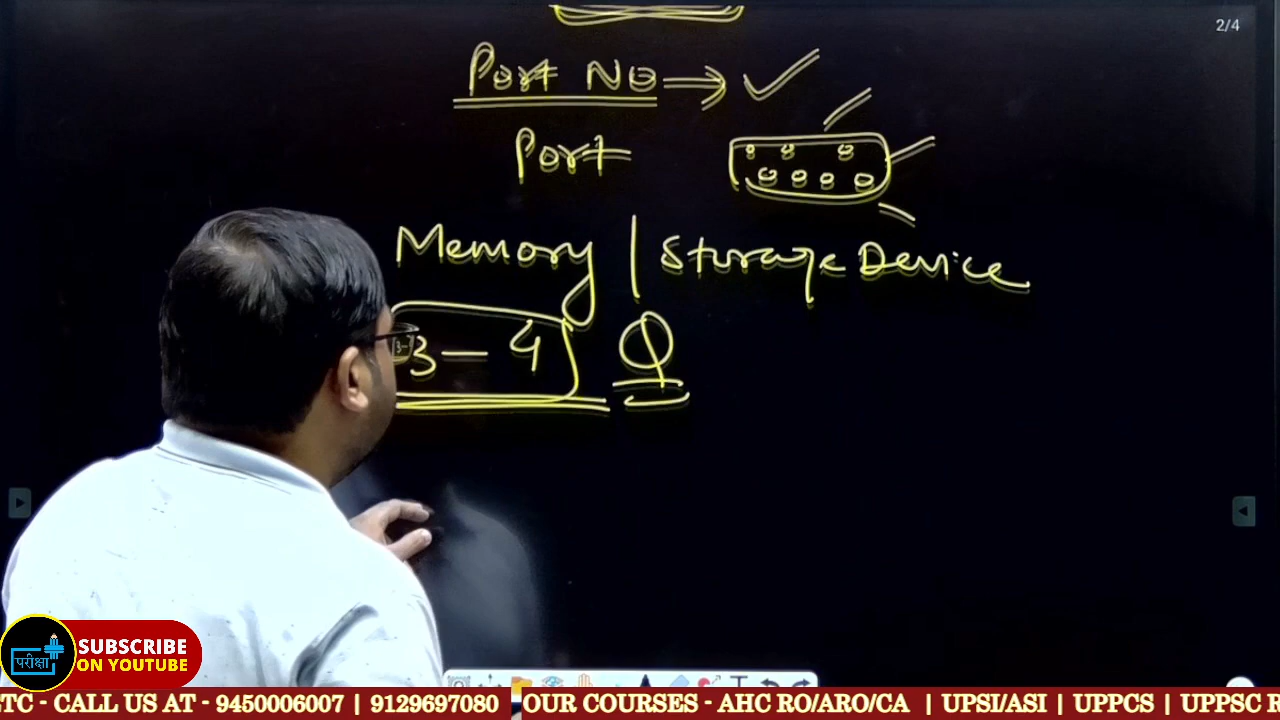 2/4
Port No → ✓
Port
Memory | Storage Device
3 - 4 Q
परीक्षा
SUBSCRIBE
ON YOUTUBE
ETC - CALL US AT - 9450006007 | 9129697080 OUR COURSES - AHC RO/ARO/CA | UPSI/ASI | UPPCS | UPPSC R